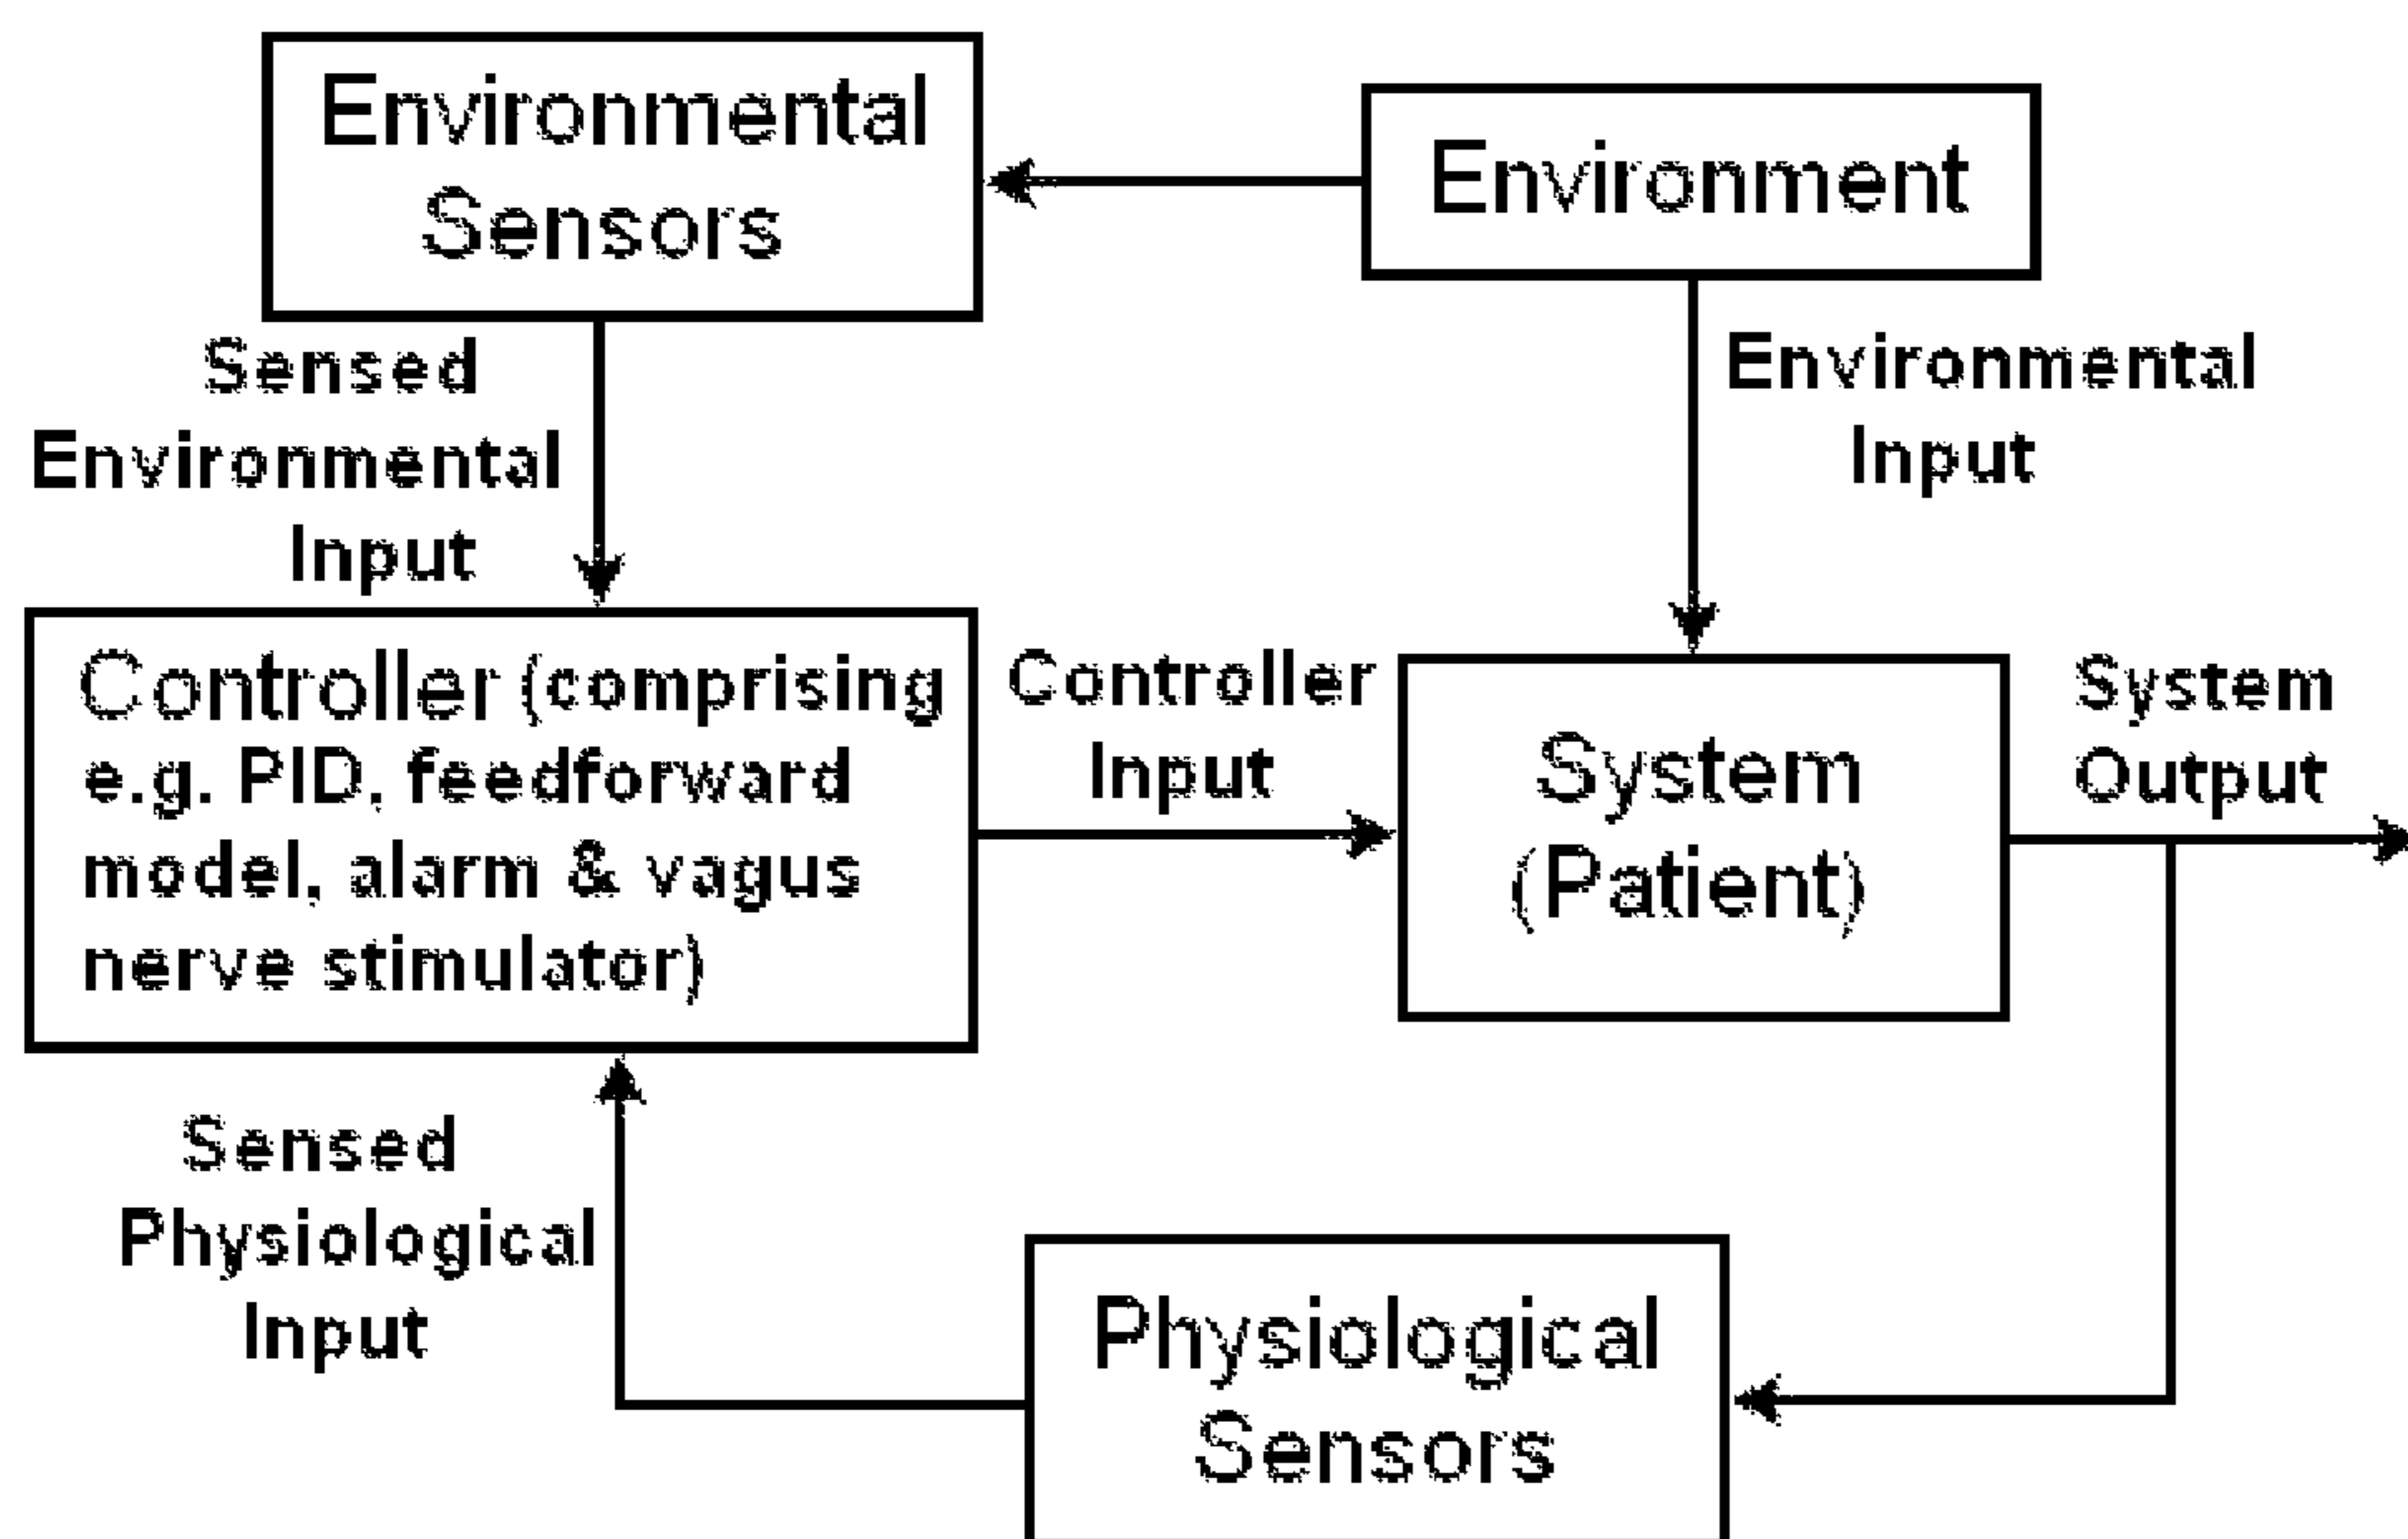 Environmental
Sensors
Environment
Sensed
Environmental
Input
Environmental
Input
Controller (comprising
e.g. PID, feedforward
model, alarm & vagus
nerve stimulator)
Controller
Input
System
(Patient)
System
Output
Sensed
Physiological
Input
Physiological
Sensors